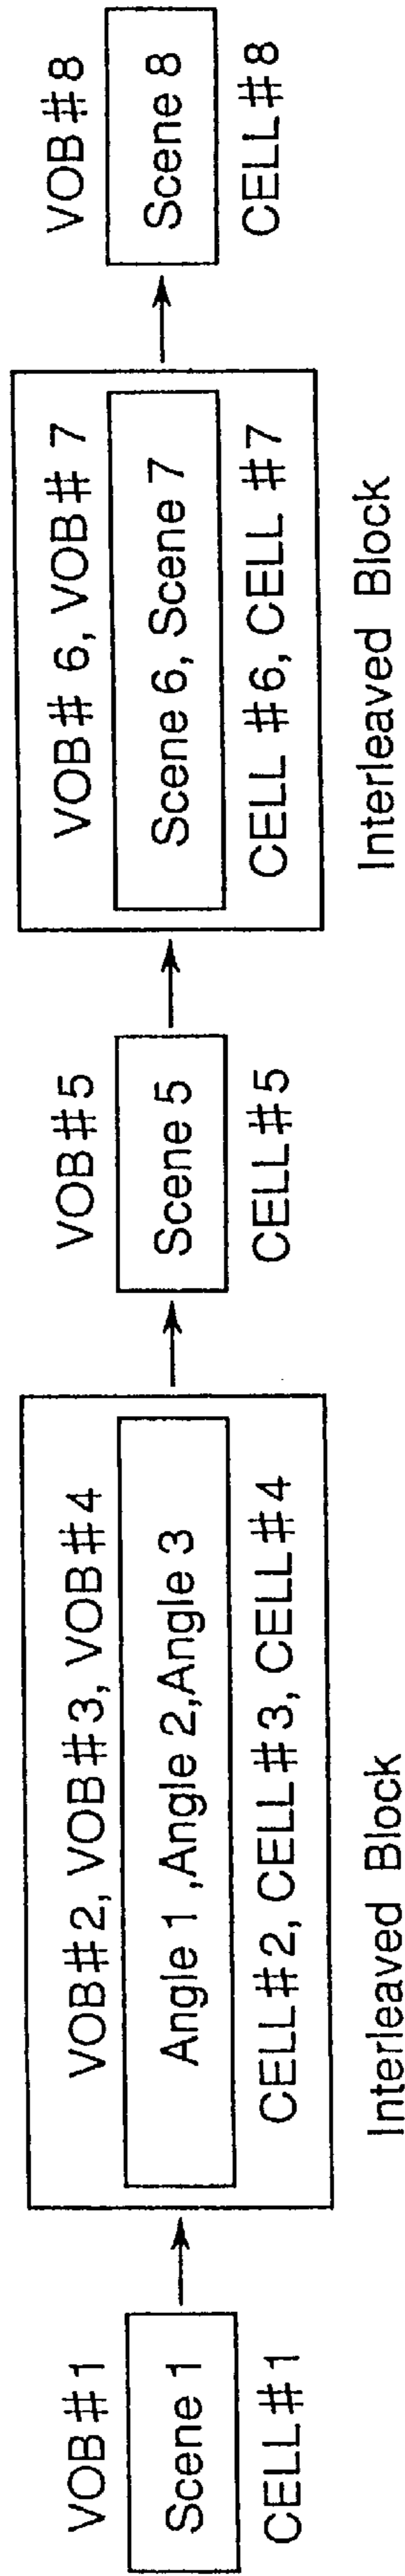 VOB#1
Scene 1
CELL#1
VOB#2, VOB#3, VOB#4
Angle 1 ,Angle 2,Angle 3
CELL#2, CELL#3, CELL#4
Interleaved Block
VOB#5
Scene 5
CELL#5
VOB# 6, VOB# 7
Scene 6, Scene 7
CELL #6, CELL #7
Interleaved Block
VOB#8
Scene 8
CELL#8